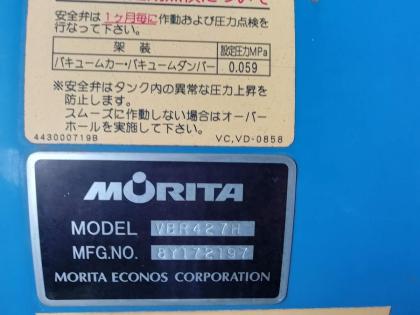 安全弁は1ヶ月毎に作動および圧力点検を
行なって下さい。
架 装 設定圧力MPa
バキュームカー・バキュームダンパー 0.059
※安全弁はタンク内の異常な圧力上昇を
防止します。
スムーズに作動しない場合はオーバー
ホールを実施して下さい。
443000719B VC,VD-0858
MORITA
MODEL VBR427H
MFG.NO. 8Y172197
MORITA ECONOS CORPORATION